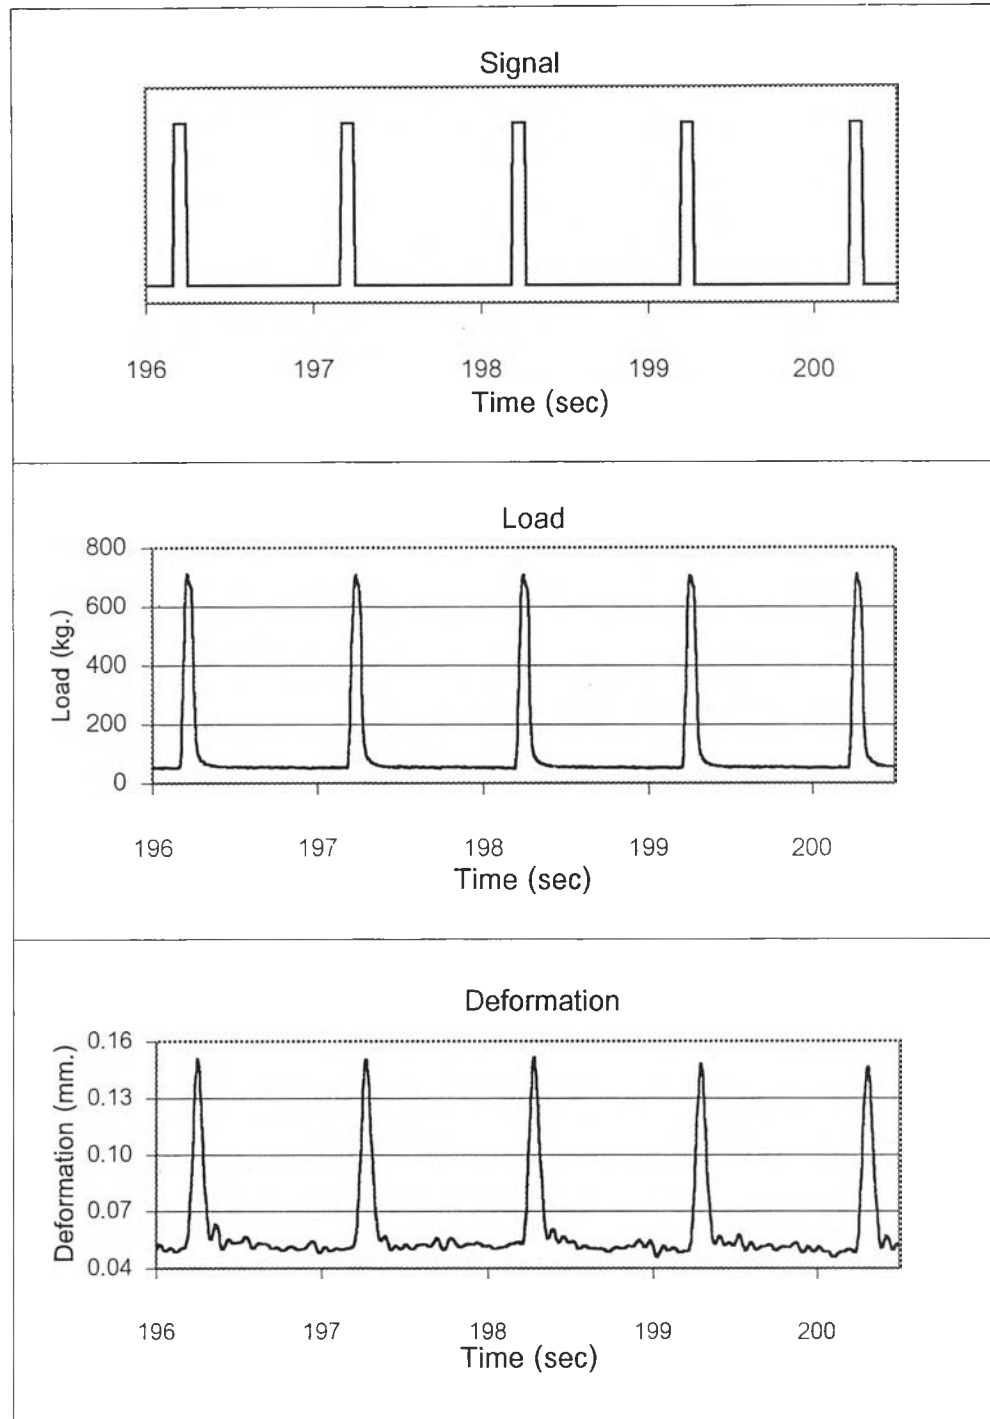 Signal
196 197 198 199 200
Time (sec)
Load
800
600
400
200
0
Load (kg.)
196 197 198 199 200
Time (sec)
Deformation
0.16
0.13
0.10
0.07
0.04
Deformation (mm.)
196 197 198 199 200
Time (sec)